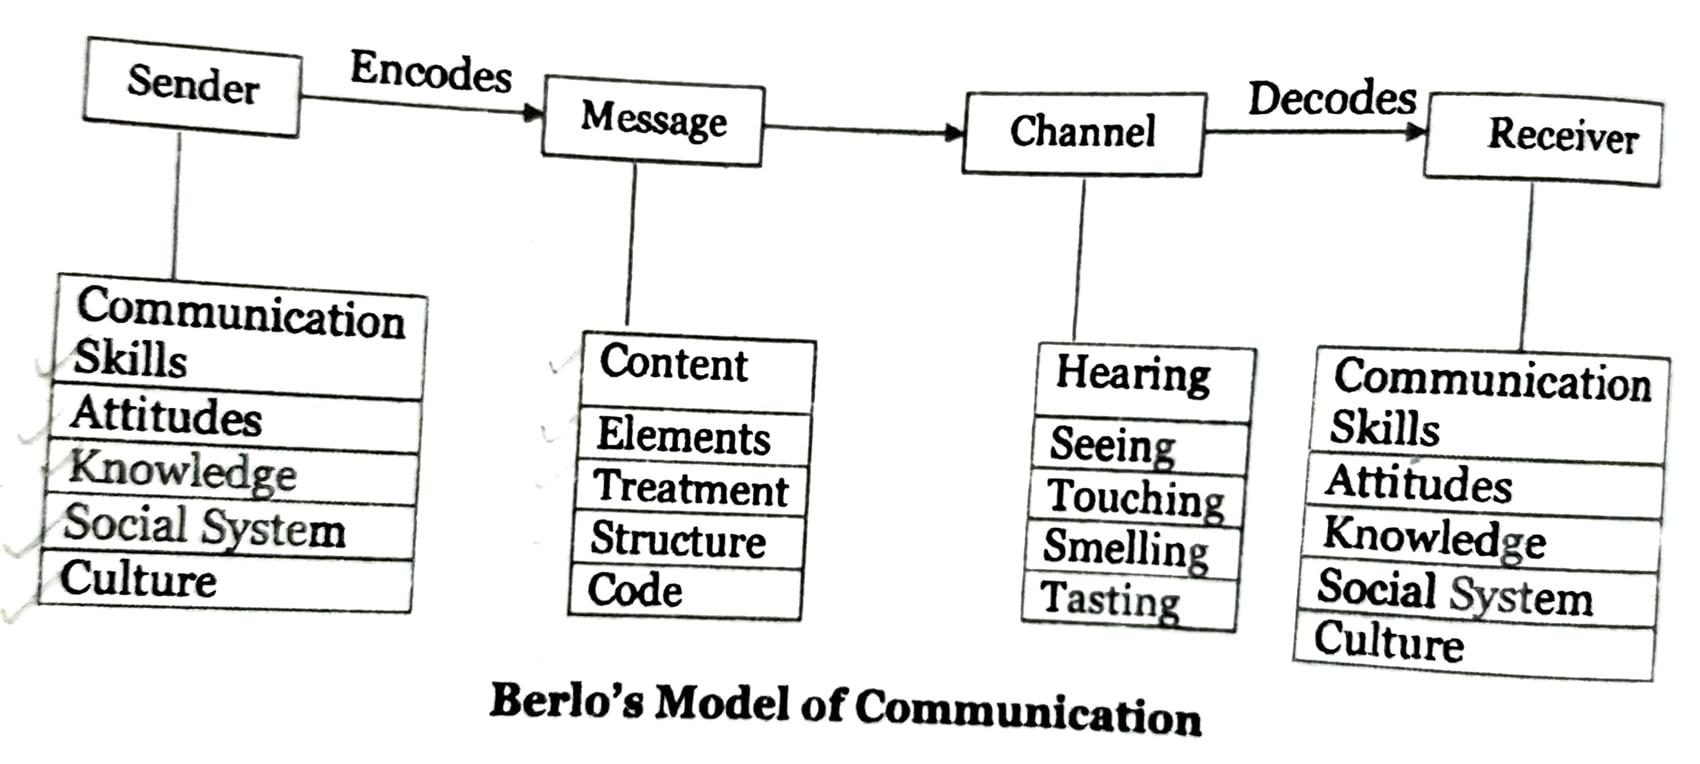 Sender
Encodes
Message
Channel
Decodes
Receiver
Communication
Skills
Attitudes
Knowledge
Social System
Culture
Content
Elements
Treatment
Structure
Code
Hearing
Seeing
Touching
Smelling
Tasting
Communication
Skills
Attitudes
Knowledge
Social System
Culture
Berlo's Model of Communication